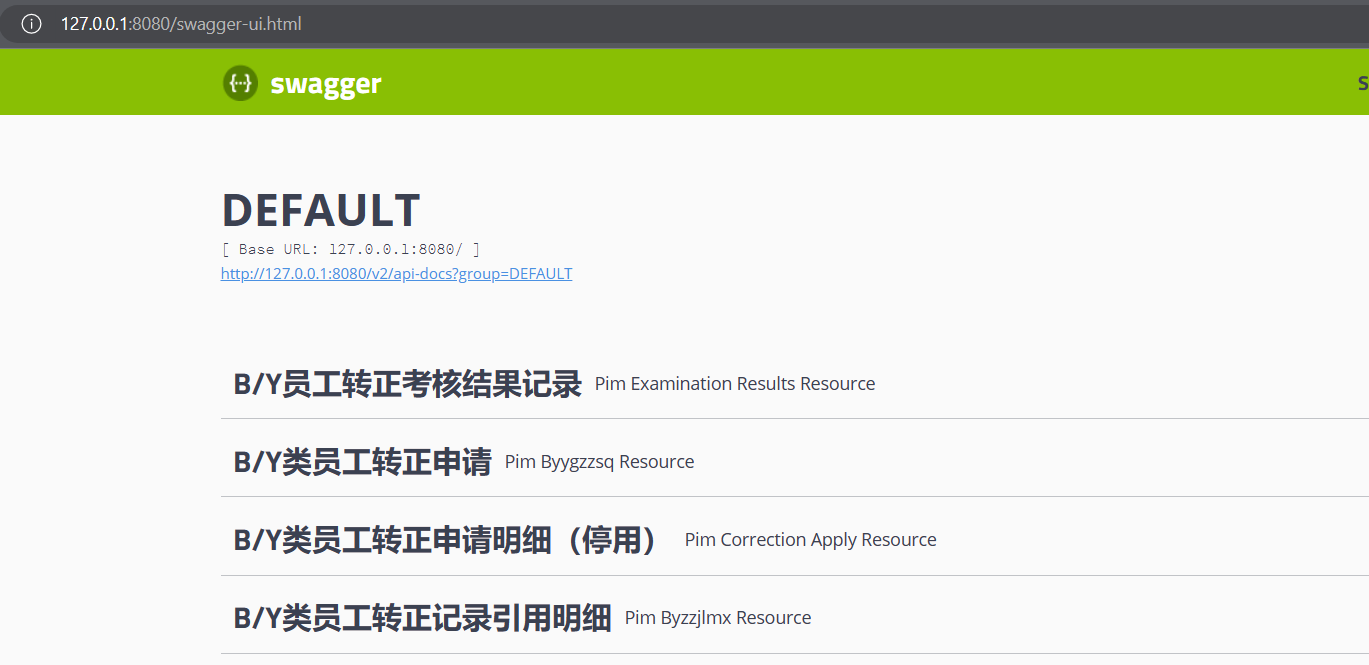 127.0.0.1:8080/swagger-ui.html
swagger
DEFAULT
[ Base URL: 127.0.0.1:8080/ ]
http://127.0.0.1:8080/v2/api-docs?group=DEFAULT
B/Y员工转正考核结果记录 Pim Examination Results Resource
B/Y类员工转正申请 Pim Byygzzsq Resource
B/Y类员工转正申请明细（停用） Pim Correction Apply Resource
B/Y类员工转正记录引用明细 Pim Byzzjlmx Resource